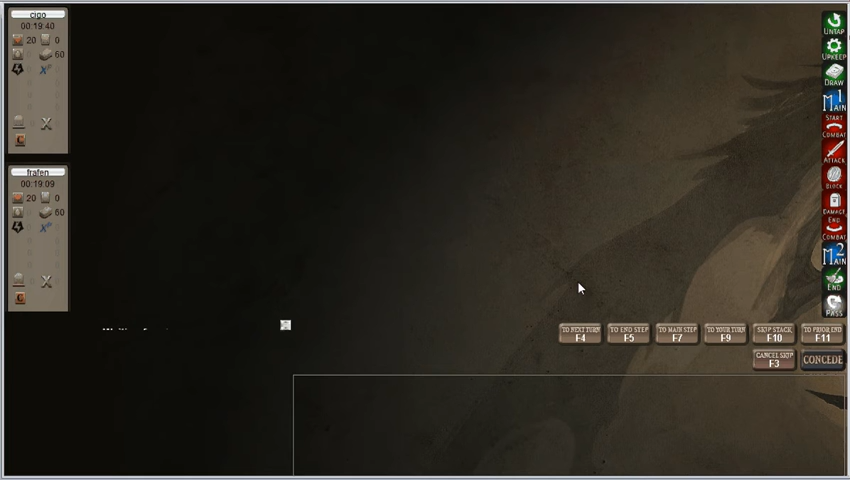 cigo
00:19:40
20
0
60
X
frafen
00:19:09
20
0
60
X
UNTAP
UPKEEP
DRAW
M1
MAIN
START
COMBAT
ATTACK
BLOCK
DAMAGE
END
COMBAT
M2
MAIN
END
PASS
TO NEXT TURN
F4
TO END STEP
F5
TO MAIN STEP
F7
TO YOUR TURN
F9
SKIP STACK
F10
TO PRIOR END
F11
CANCEL SKIP
F3
CONCEDE